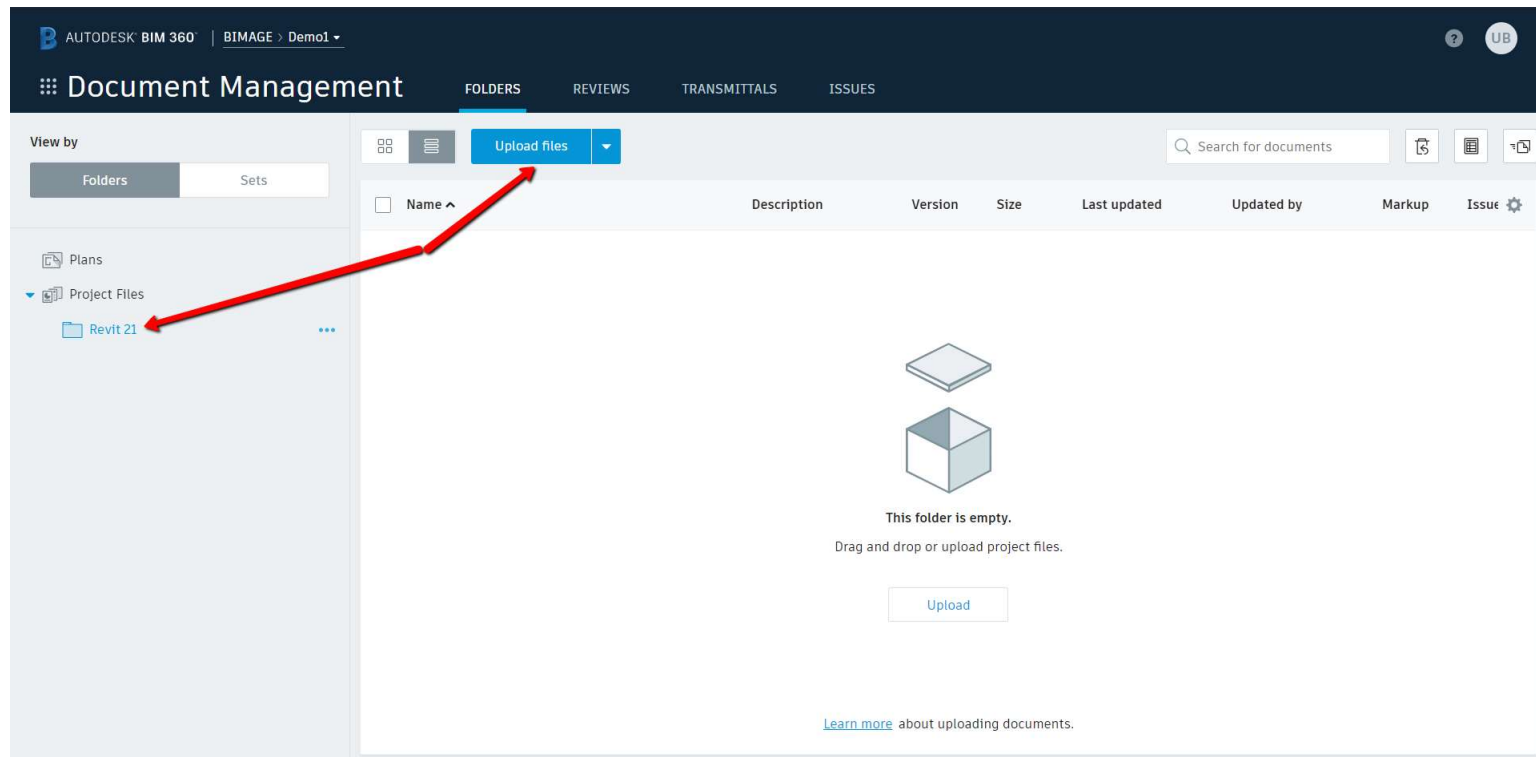 AUTODESK® BIM 360® | BIMAGE > Demo1
? UB
Document Management FOLDERS REVIEWS TRANSMITTALS ISSUES
View by
Folders Sets
Upload files
Search for documents
Name Description Version Size Last updated Updated by Markup Issue
Plans
Project Files
Revit 21 •••
This folder is empty.
Drag and drop or upload project files.
Upload
Learn more about uploading documents.